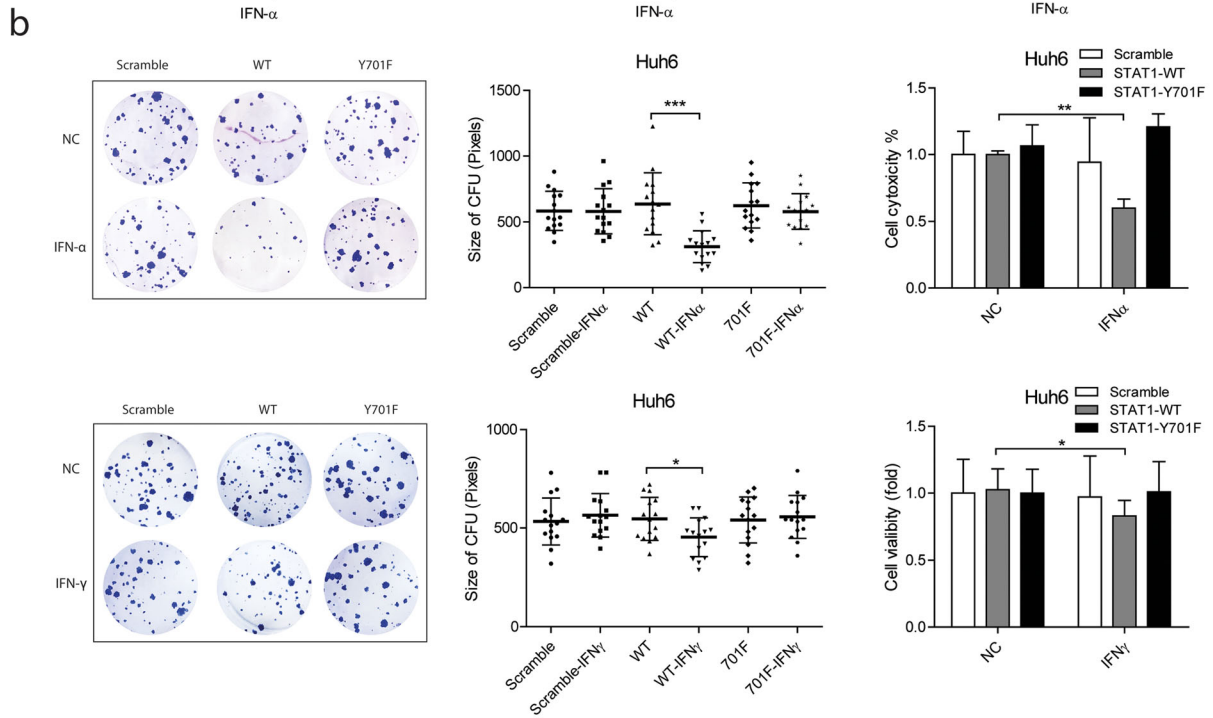 b
IFN-α
IFN-α
IFN-α
Scramble WT Y701F
NC
IFN-α
Huh6
***
1500
1000
500
0
Size of CFU (Pixels)
Scramble
Scramble-IFNα
WT
WT-IFNα
701F
701F-IFNα
Huh6
Scramble
STAT1-WT
STAT1-Y701F
**
1.5
1.0
0.5
0.0
Cell cytoxicity %
NC
IFNα
Scramble WT Y701F
NC
IFN-γ
Huh6
*
1000
500
0
Size of CFU (Pixels)
Scramble
Scramble-IFNγ
WT
WT-IFNγ
701F
701F-IFNγ
Huh6
Scramble
STAT1-WT
STAT1-Y701F
*
1.5
1.0
0.5
0.0
Cell vialibity (fold)
NC
IFNγ